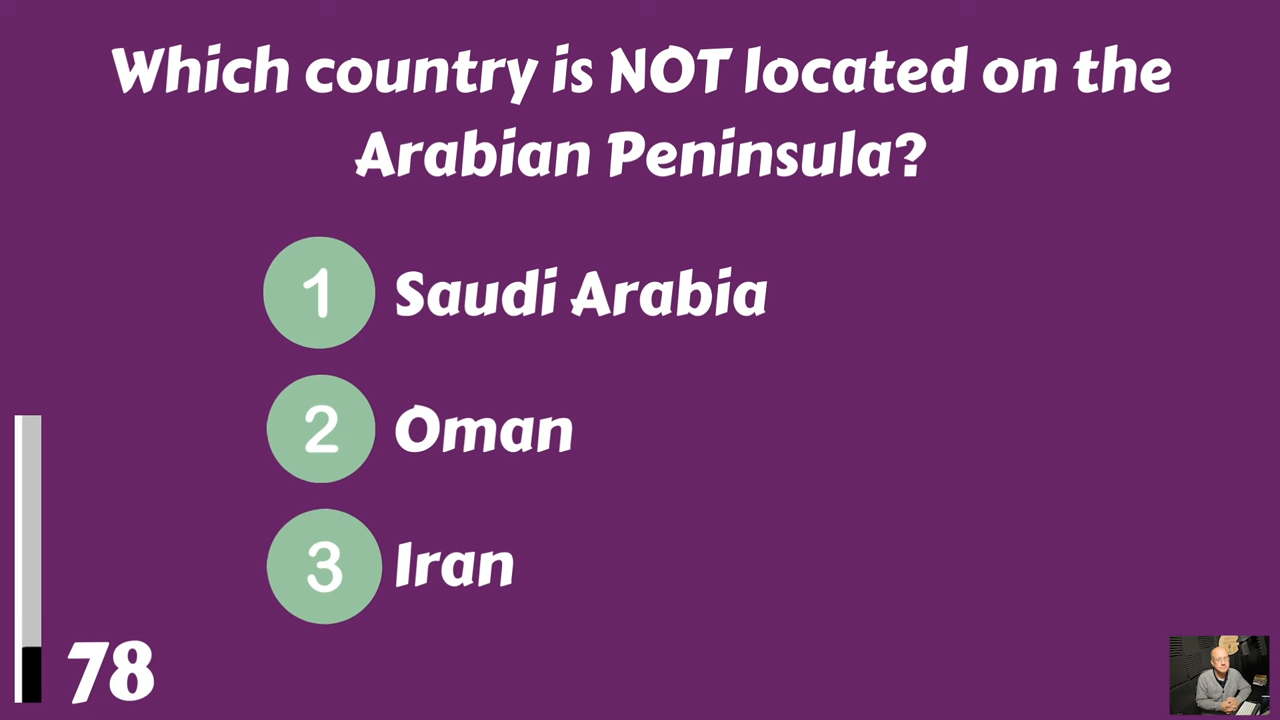 Which country is NOT located on the
Arabian Peninsula?
1 Saudi Arabia
2 Oman
3 Iran
78